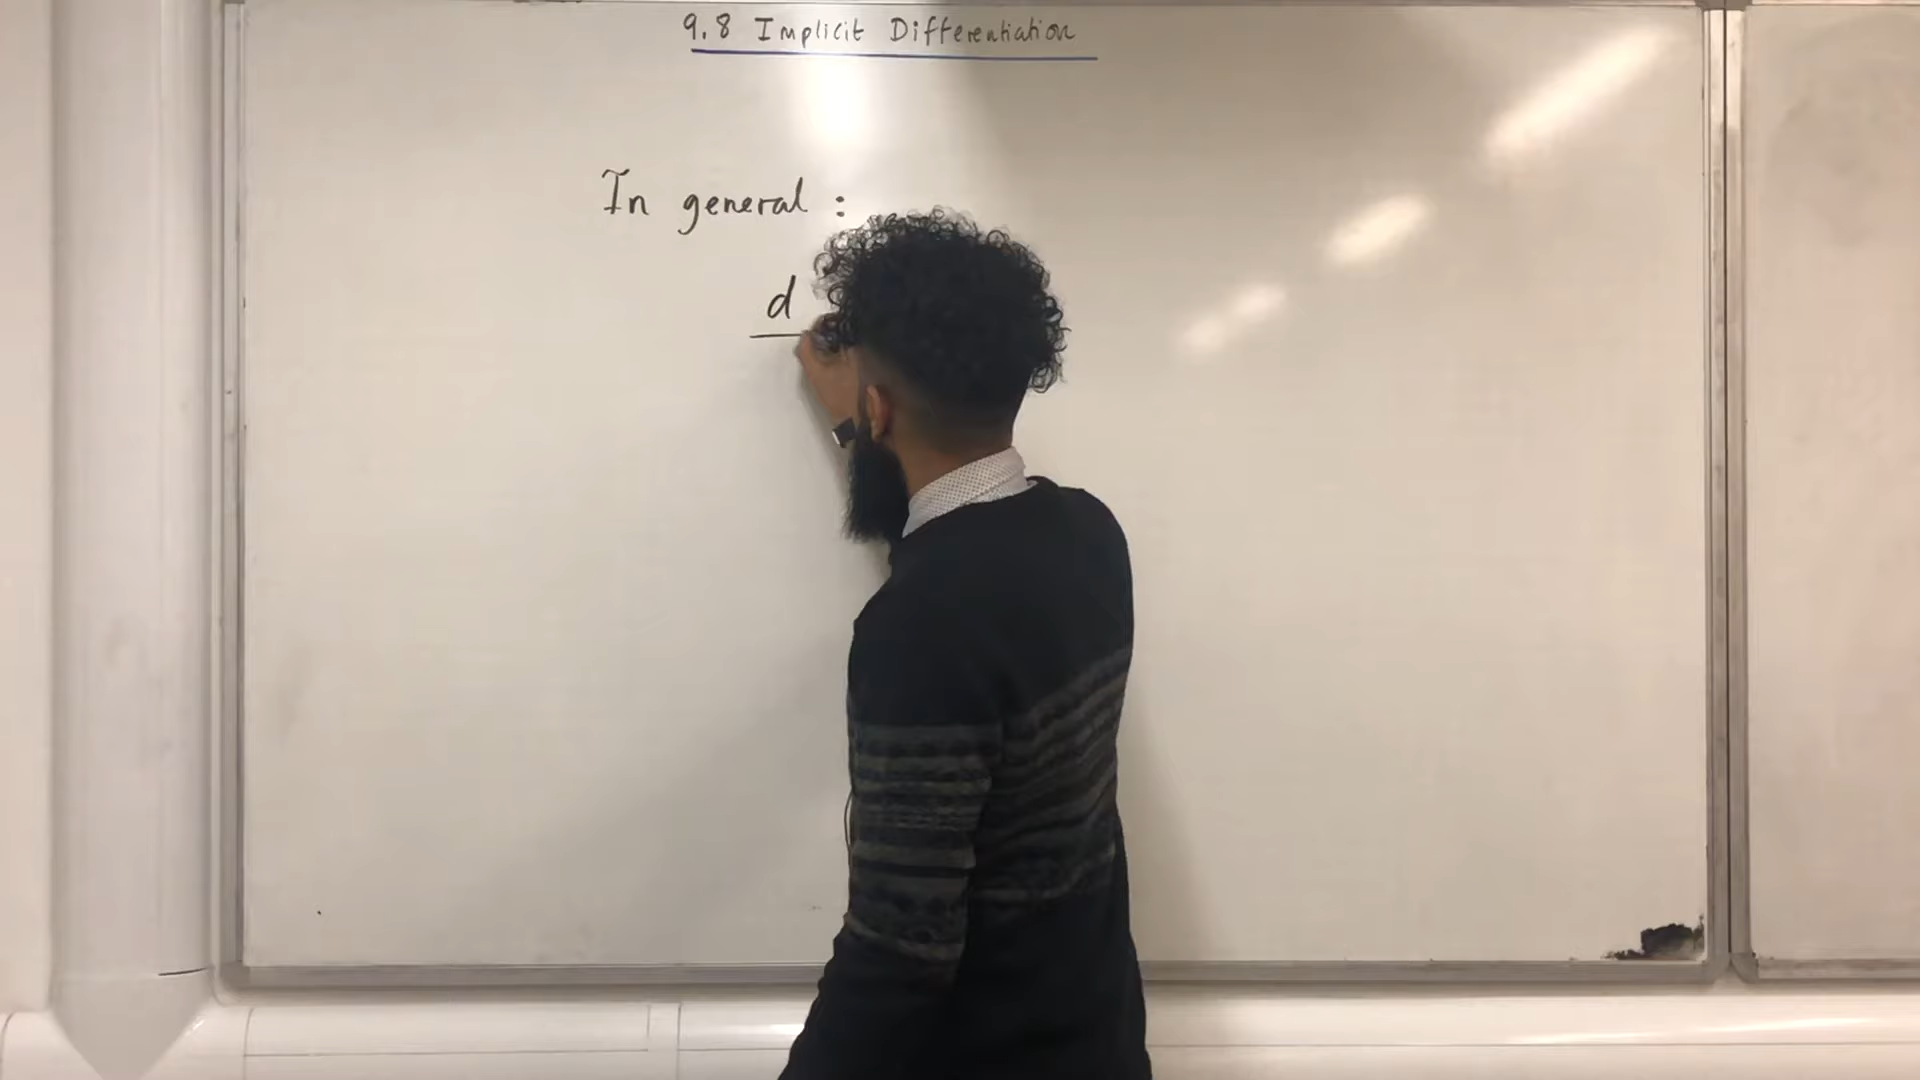 9.8 Implicit Differentiation
In general :
d